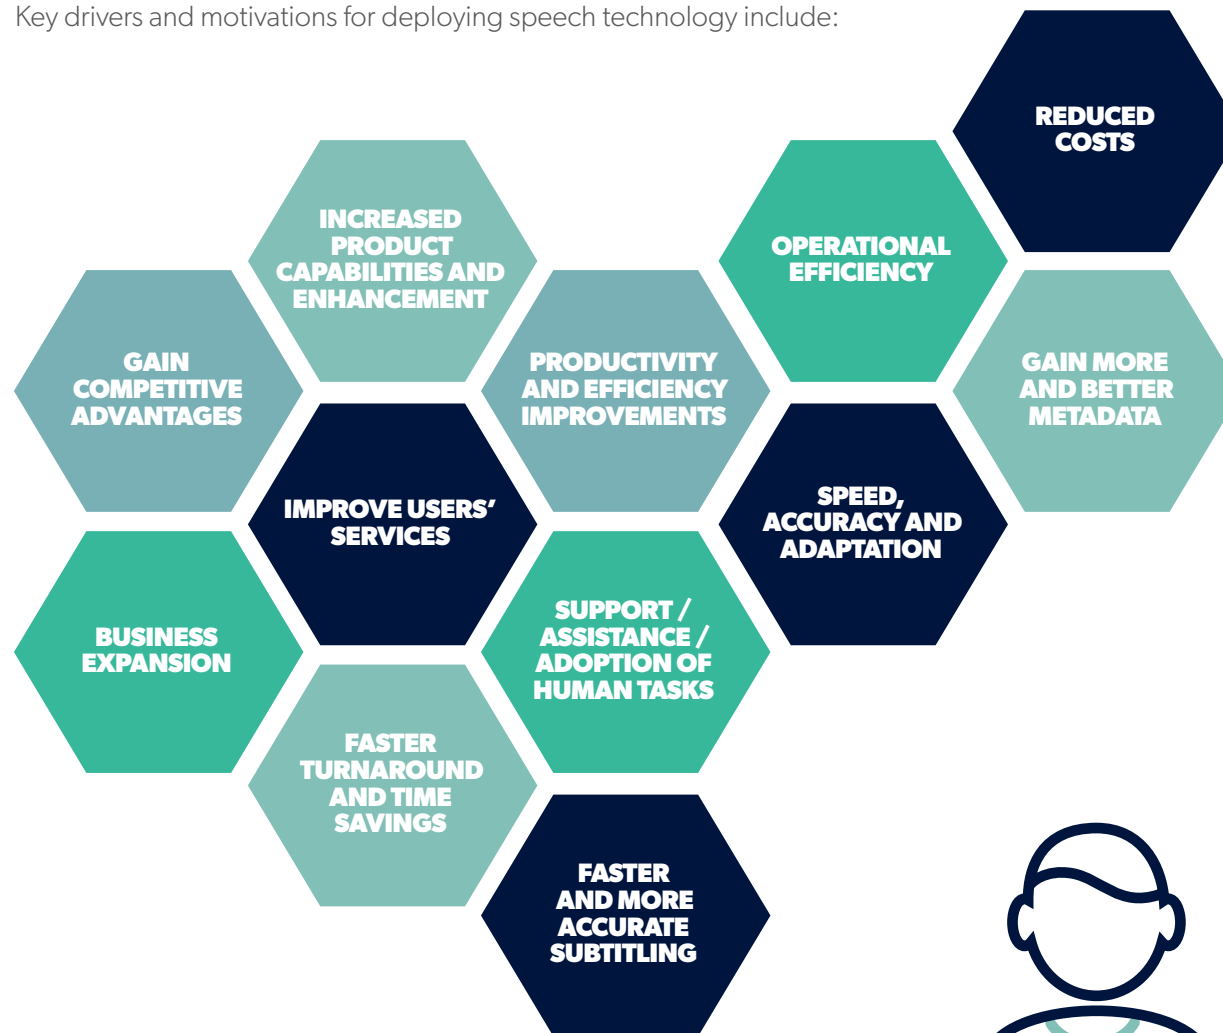 Key drivers and motivations for deploying speech technology include:
REDUCED
COSTS
INCREASED
PRODUCT
CAPABILITIES AND
ENHANCEMENT
OPERATIONAL
EFFICIENCY
GAIN
COMPETITIVE
ADVANTAGES
PRODUCTIVITY
AND EFFICIENCY
IMPROVEMENTS
GAIN MORE
AND BETTER
METADATA
IMPROVE USERS’
SERVICES
SPEED,
ACCURACY AND
ADAPTATION
BUSINESS
EXPANSION
SUPPORT /
ASSISTANCE /
ADOPTION OF
HUMAN TASKS
FASTER
TURNAROUND
AND TIME
SAVINGS
FASTER
AND MORE
ACCURATE
SUBTITLING